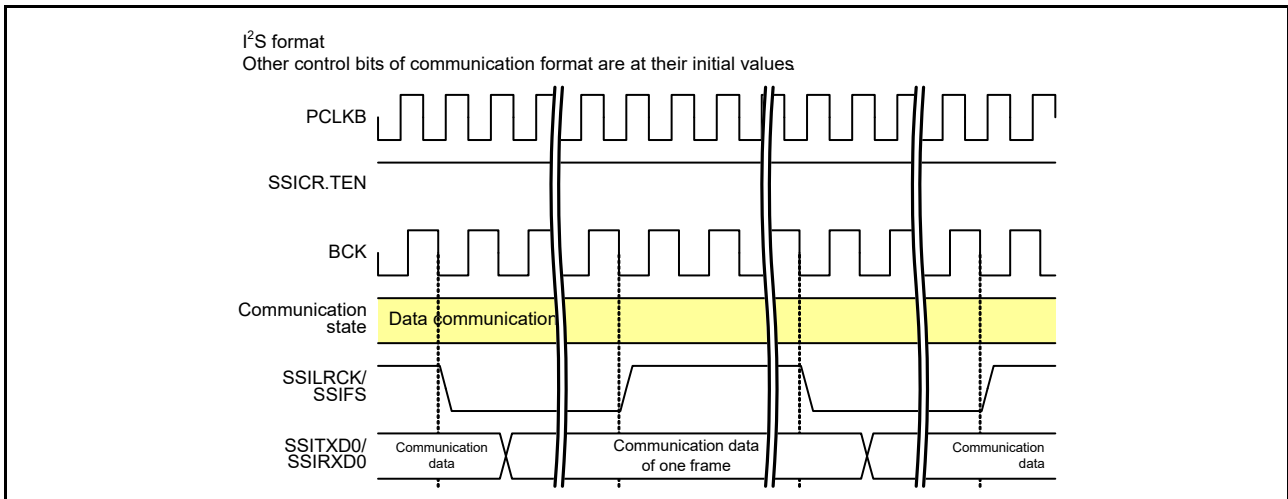 I²S format
Other control bits of communication format are at their initial values.
PCLKB
SSICR.TEN
BCK
Communication
state
Data communication
SSILRCK/
SSIFS
SSITXD0/
SSIRXD0
Communication
data
Communication data
of one frame
Communication
data